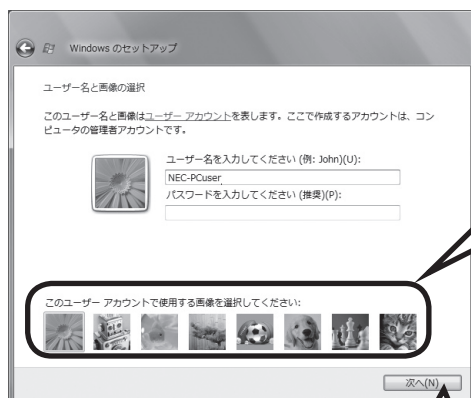 Windows のセットアップ
ユーザー名と画像の選択
このユーザー名と画像はユーザー アカウントを表します。ここで作成するアカウントは、コン
ピュータの管理者アカウントです。
ユーザー名を入力してください (例: John)(U):
NEC-PCuser
パスワードを入力してください (推奨)(P):
このユーザー アカウントで使用する画像を選択してください:
次へ(N)